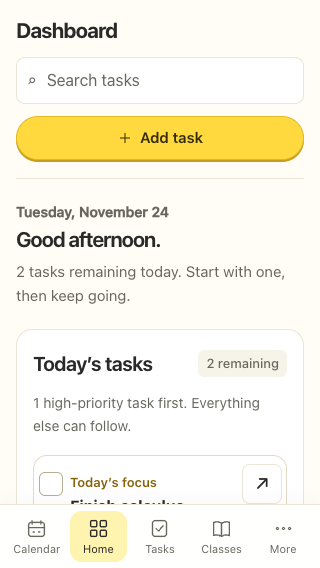 Dashboard
Search tasks
+ Add task
Tuesday, November 24
Good afternoon.
2 tasks remaining today. Start with one,
then keep going.
Today's tasks
2 remaining
1 high-priority task first. Everything
else can follow.
Today's focus
Finish calculus
Calendar
Home
Tasks
Classes
More